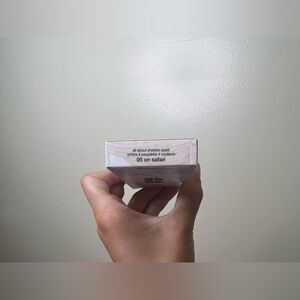 all about shadow quad
ombre à paupières 4 couleurs
05 on safari